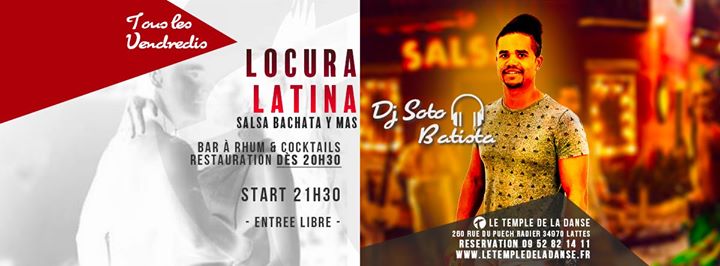 Tous les
Vendredis
LOCURA
LATINA
SALSA BACHATA Y MAS
BAR À RHUM & COCKTAILS
RESTAURATION DÈS 20H30
START 21H30
- ENTREE LIBRE -
SALS
Dj Soto
Batista
LE TEMPLE DE LA DANSE
260 RUE DU PUECH RADIER 34970 LATTES
RESERVATION 09 52 82 14 11
WWW.LETEMPLEDELADANSE.FR